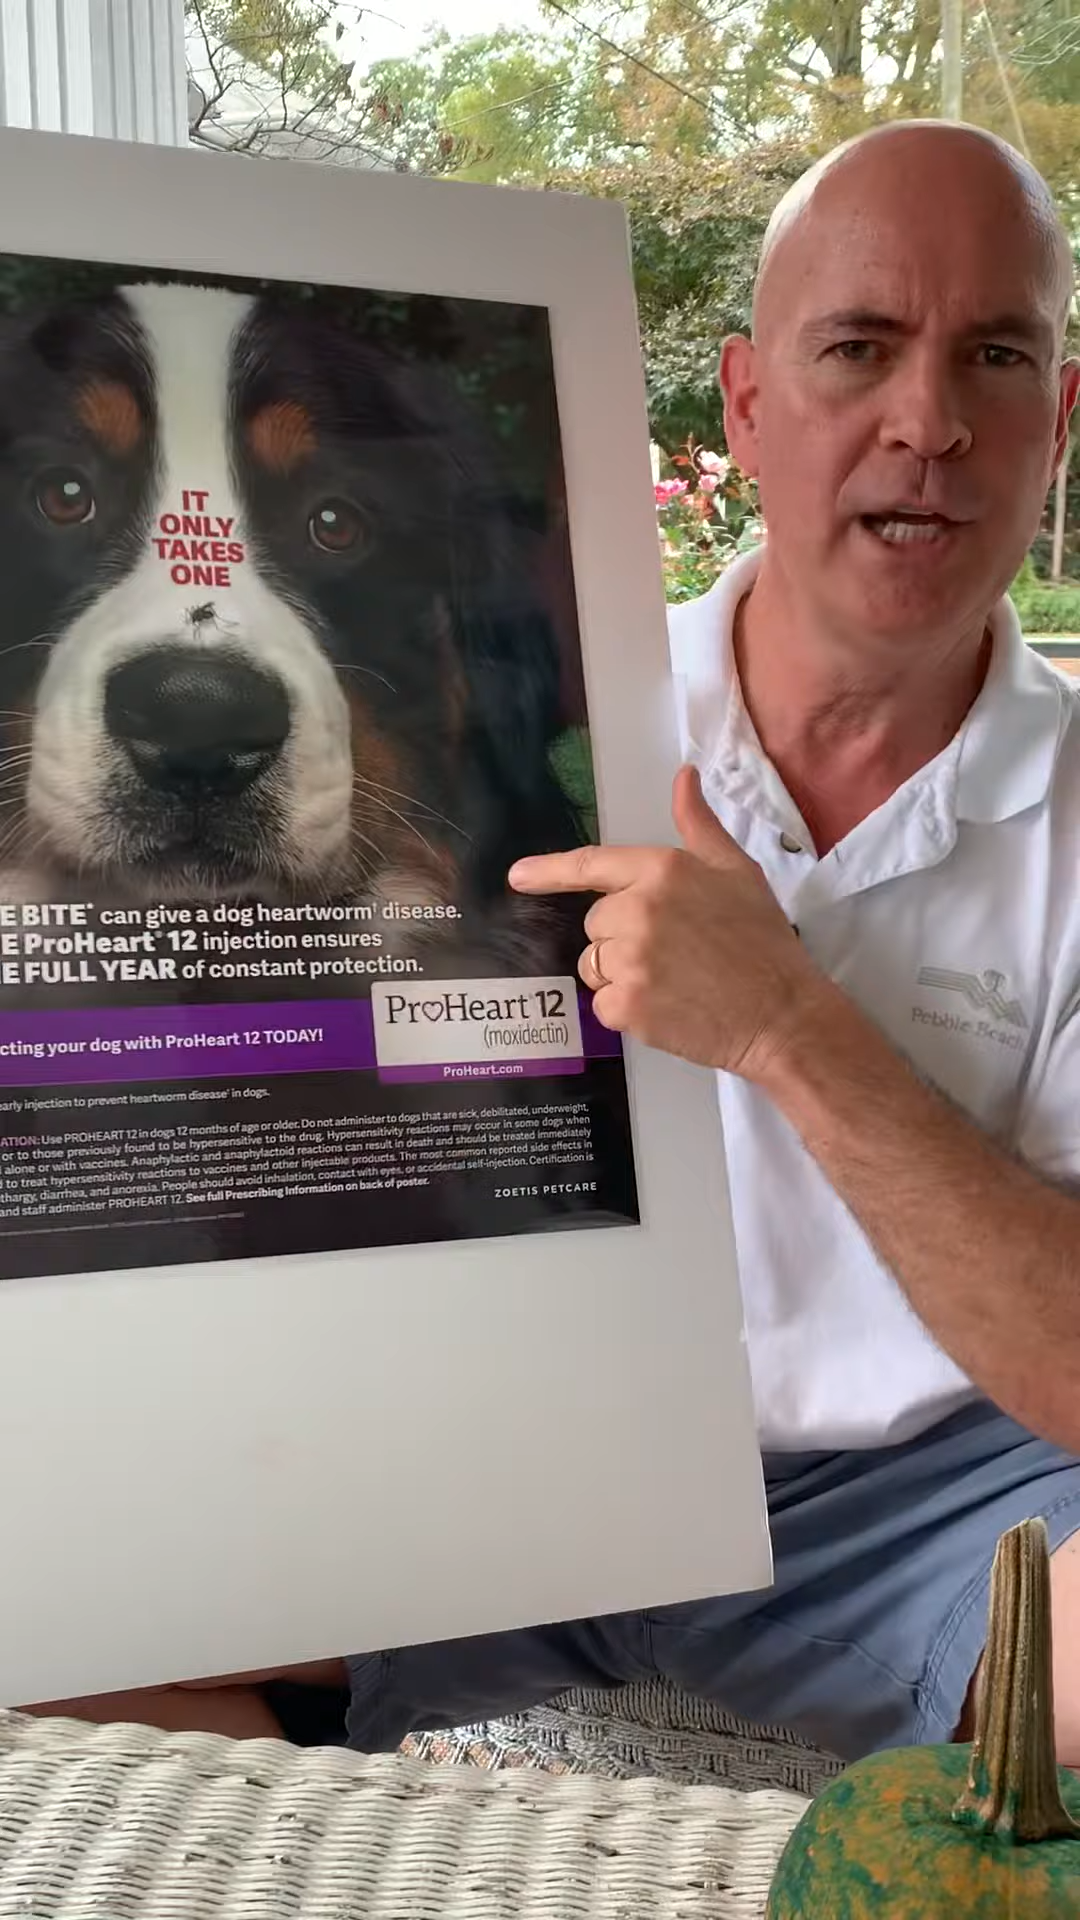 IT
ONLY
TAKES
ONE
E BITE* can give a dog heartworm† disease.
E ProHeart® 12 injection ensures
E FULL YEAR of constant protection.
cting your dog with ProHeart 12 TODAY!
ProHeart® 12
(moxidectin)
ProHeart.com
early injection to prevent heartworm disease† in dogs.
ATION: Use PROHEART 12 in dogs 12 months of age or older. Do not administer to dogs that are sick, debilitated, underweight,
or to those previously found to be hypersensitive to the drug. Hypersensitivity reactions may occur in some dogs when
alone or with vaccines. Anaphylactic and anaphylactoid reactions can result in death and should be treated immediately
d to treat hypersensitivity reactions to vaccines and other injectable products. The most common reported side effects in
thargy, diarrhea, and anorexia. People should avoid inhalation, contact with eyes, or accidental self-injection. Certification is
and staff administer PROHEART 12. See full Prescribing Information on back of poster.
ZOETIS PETCARE
Pebble Beach